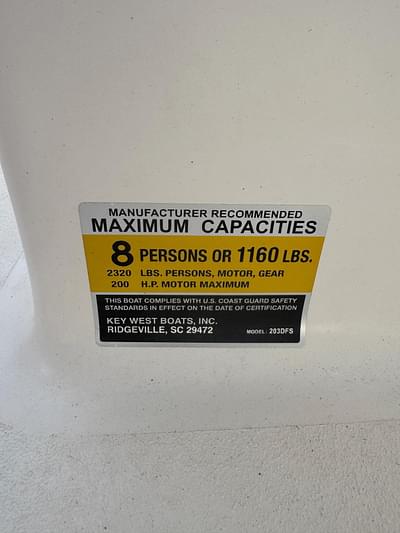 MANUFACTURER RECOMMENDED
MAXIMUM CAPACITIES
8 PERSONS OR 1160 LBS.
2320 LBS. PERSONS, MOTOR, GEAR
200 H.P. MOTOR MAXIMUM
THIS BOAT COMPLIES WITH U.S. COAST GUARD SAFETY
STANDARDS IN EFFECT ON THE DATE OF CERTIFICATION
KEY WEST BOATS, INC.
RIDGEVILLE, SC 29472 MODEL: 203DFS